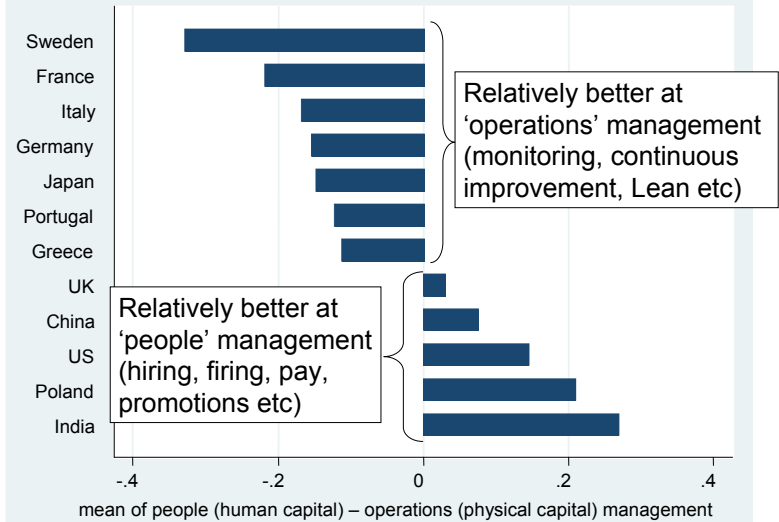 Sweden
France
Italy
Germany
Japan
Portugal
Greece
UK
China
US
Poland
India
Relatively better at
‘operations’ management
(monitoring, continuous
improvement, Lean etc)
Relatively better at
‘people’ management
(hiring, firing, pay,
promotions etc)
-.4 -.2 0 .2 .4
mean of people (human capital) – operations (physical capital) management